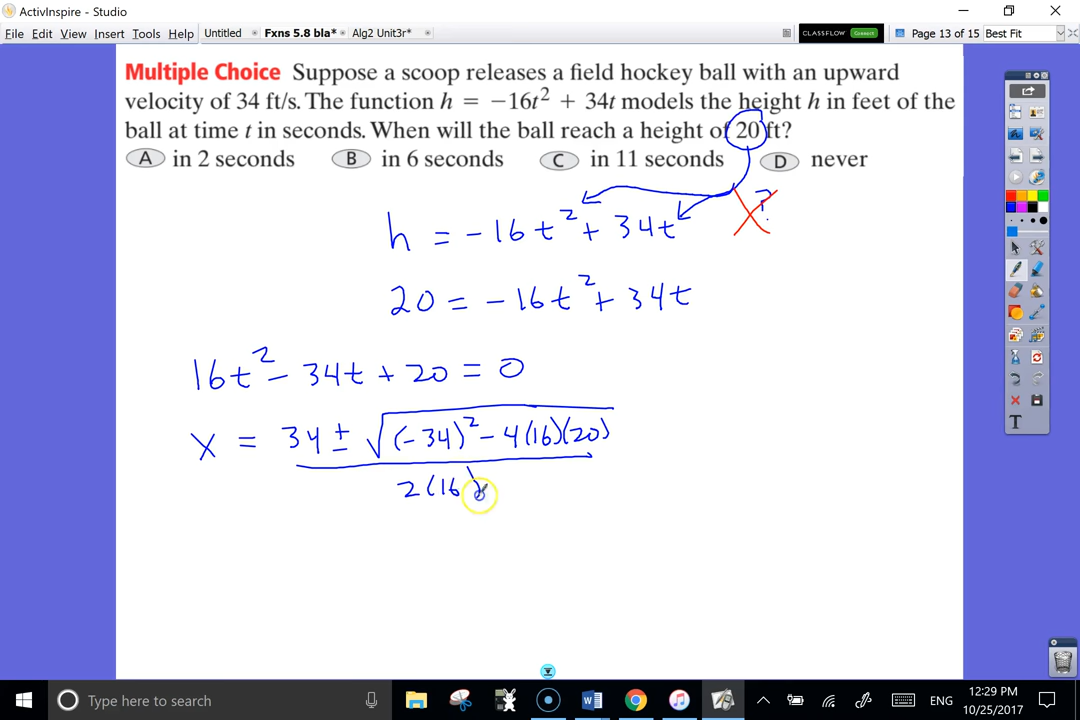 ActivInspire - Studio
File Edit View Insert Tools Help Untitled Fxns 5.8 bla* Alg2 Unit3r* CLASSFLOW Connect Page 13 of 15 Best Fit
Multiple Choice Suppose a scoop releases a field hockey ball with an upward
velocity of 34 ft/s. The function h = −16t² + 34t models the height h in feet of the
ball at time t in seconds. When will the ball reach a height of 20 ft?
A in 2 seconds B in 6 seconds C in 11 seconds D never
?
h = -16t² + 34t
20 = -16t² + 34t
16t² - 34t + 20 = 0
x = 34 ± √(-34)² - 4(16)(20)
2(16)
T
Type here to search ENG 12:29 PM
10/25/2017